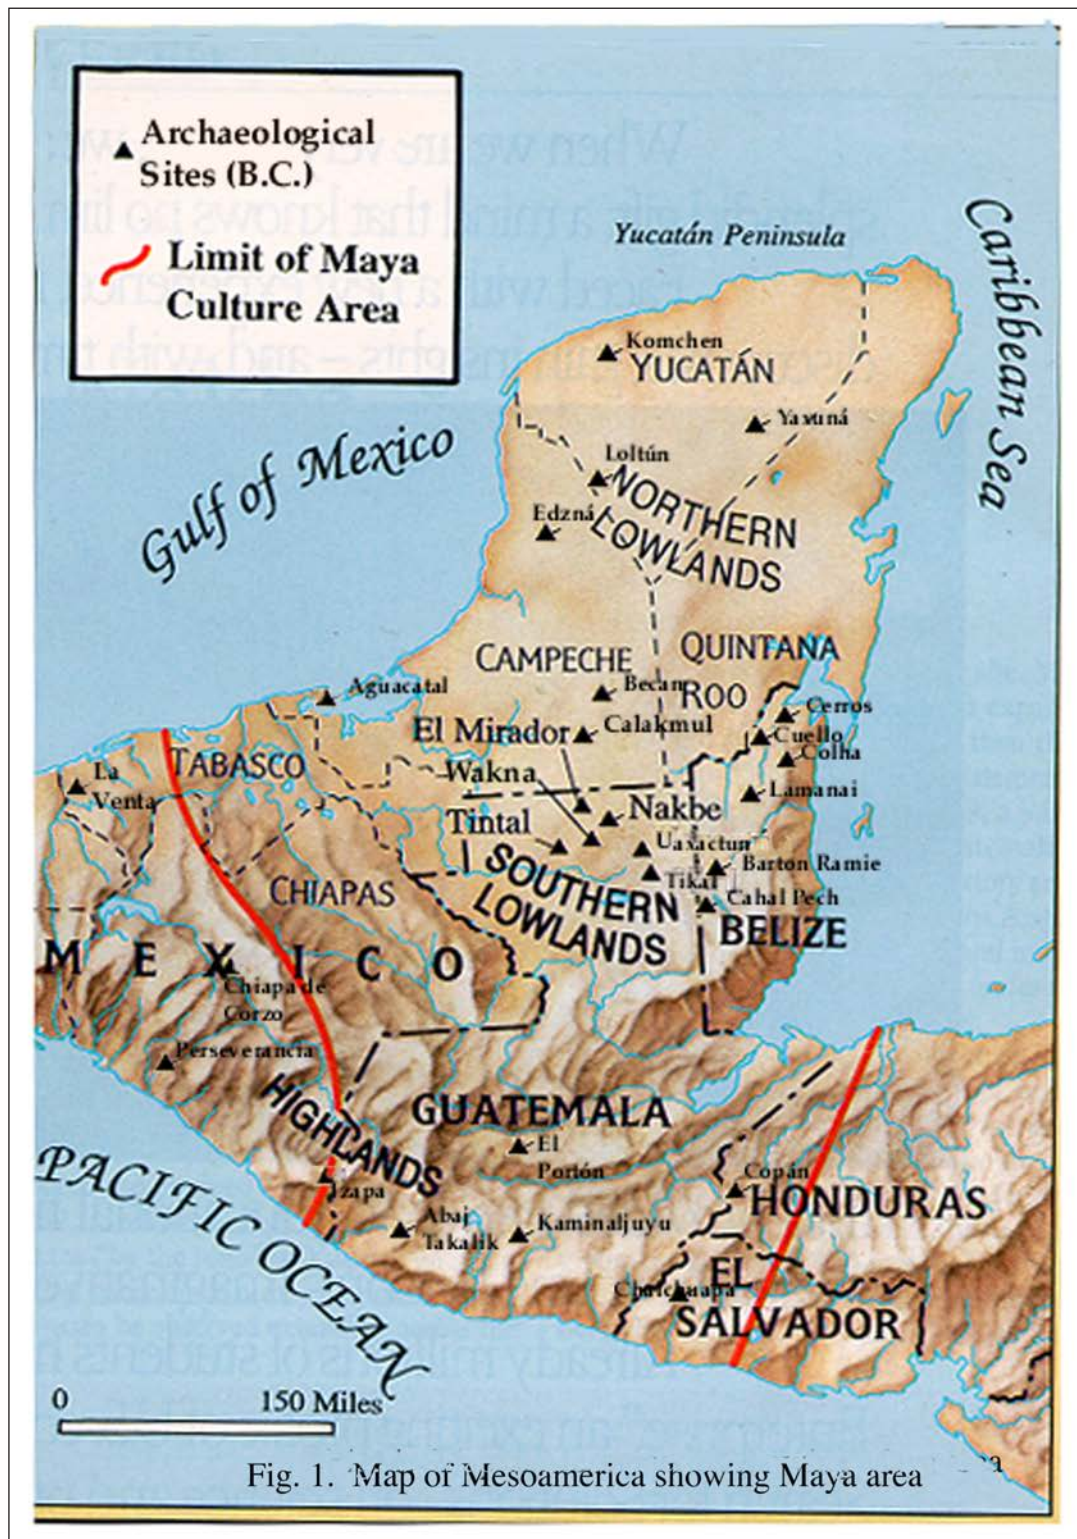 Archaeological
Sites (B.C.)
Limit of Maya
Culture Area
Yucatán Peninsula
Caribbean Sea
Gulf of Mexico
Komchen
YUCATÁN
Yaxuná
Loltún
NORTHERN
LOWLANDS
Edzná
CAMPECHE
QUINTANA
ROO
Aguacatal
Becan
Cerros
El Mirador
Calakmul
Cuello
Colha
TABASCO
La
Venta
Wakna
Lamanai
Nakbe
Tintal
Uaxactun
Barton Ramie
Tikal
Cahal Pech
SOUTHERN
LOWLANDS
CHIAPAS
BELIZE
MEXICO
Chiapa de
Corzo
Perseverancia
HIGHLANDS
GUATEMALA
El
Portón
PACIFIC OCEAN
Izapa
Copán
HONDURAS
Abaj
Takalik
Kaminaljuyu
EL
SALVADOR
Chalchuapa
0
150 Miles
Fig. 1. Map of Mesoamerica showing Maya area